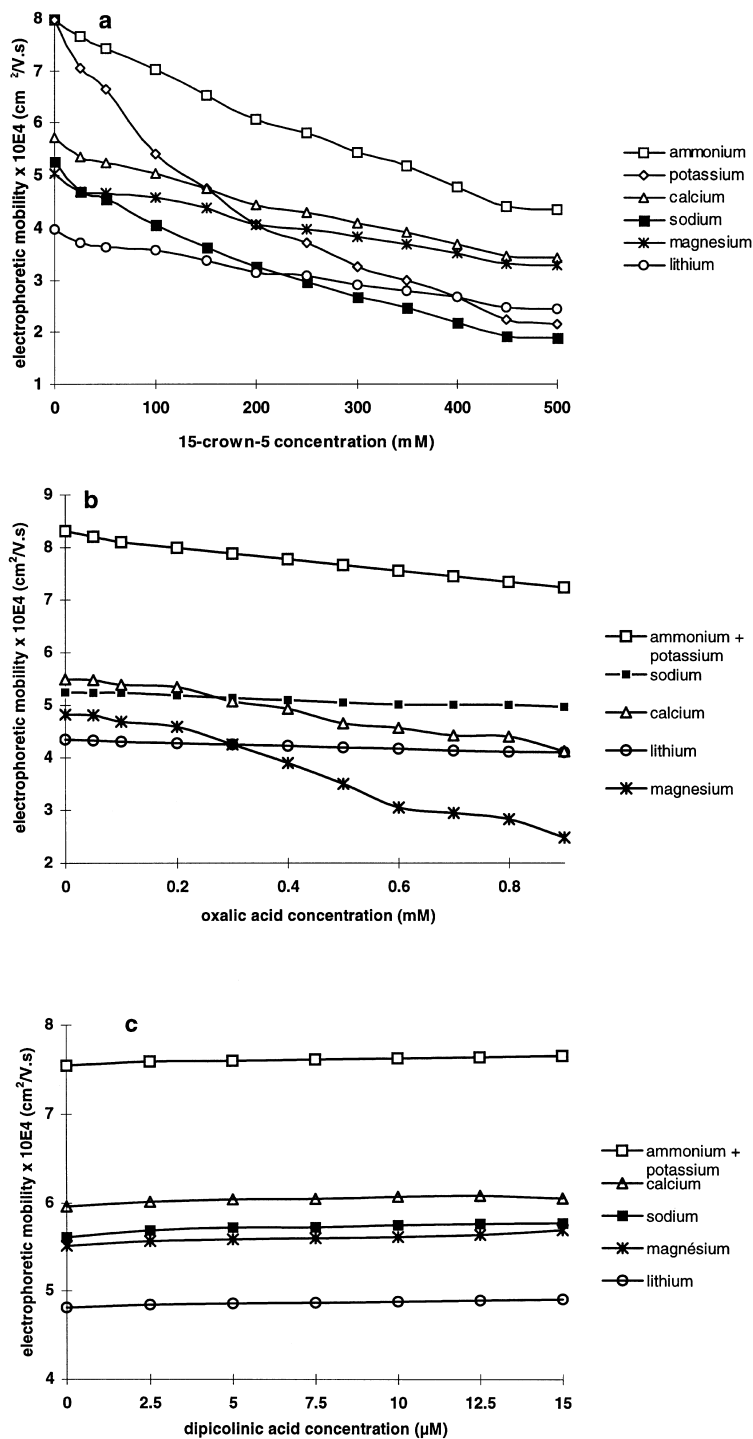 a
electrophoretic mobility x 10E4 (cm 2/V.s)
8
7
6
5
4
3
2
1
0 100 200 300 400 500
15-crown-5 concentration (mM)
ammonium
potassium
calcium
sodium
magnesium
lithium
b
electrophoretic mobility x 10E4 (cm²/V.s)
9
8
7
6
5
4
3
2
0 0.2 0.4 0.6 0.8
oxalic acid concentration (mM)
ammonium +
potassium
sodium
calcium
lithium
magnesium
c
electrophoretic mobility x 10E4 (cm²/V.s)
8
7
6
5
4
0 2.5 5 7.5 10 12.5 15
dipicolinic acid concentration (µM)
ammonium +
potassium
calcium
sodium
magnésium
lithium